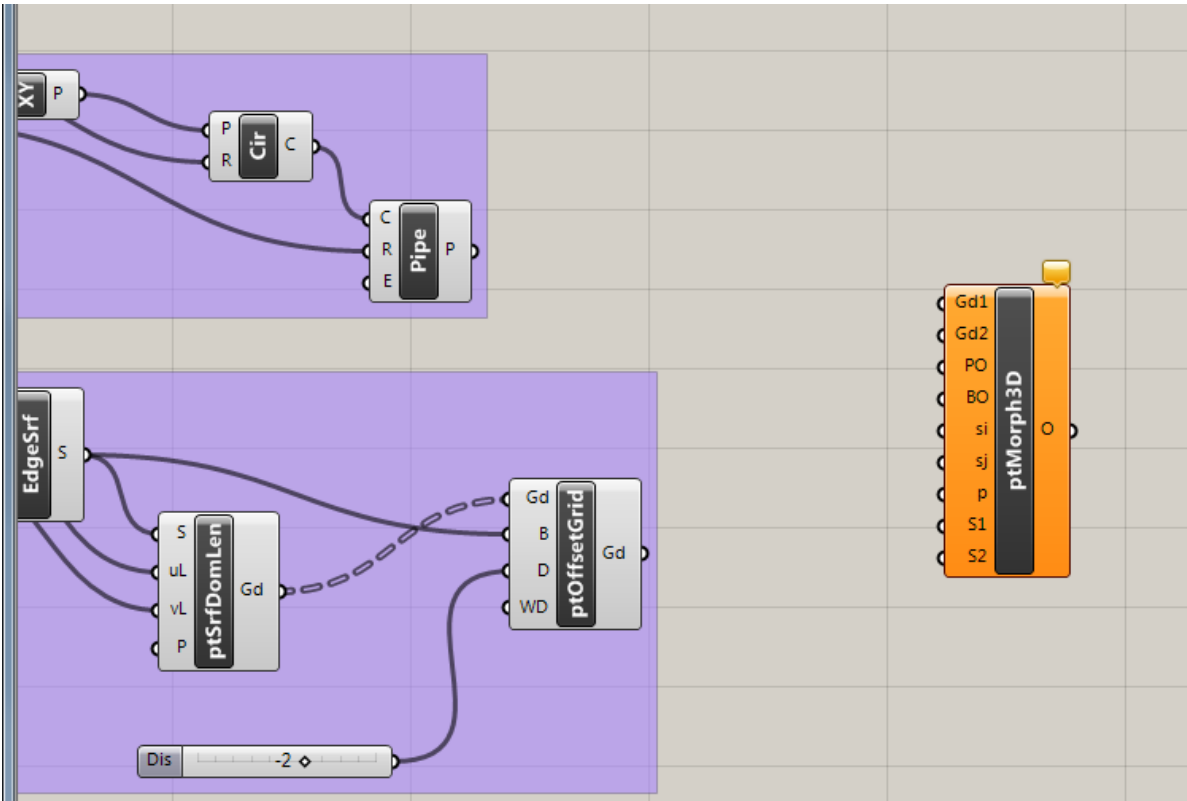 XY
P
P
R
Cir
C
C
R
E
Pipe
P
Gd1
Gd2
PO
BO
si
sj
p
S1
S2
ptMorph3D
O
EdgeSrf
S
S
uL
vL
P
ptSrfDomLen
Gd
Gd
B
D
WD
ptOffsetGrid
Gd
Dis
-2